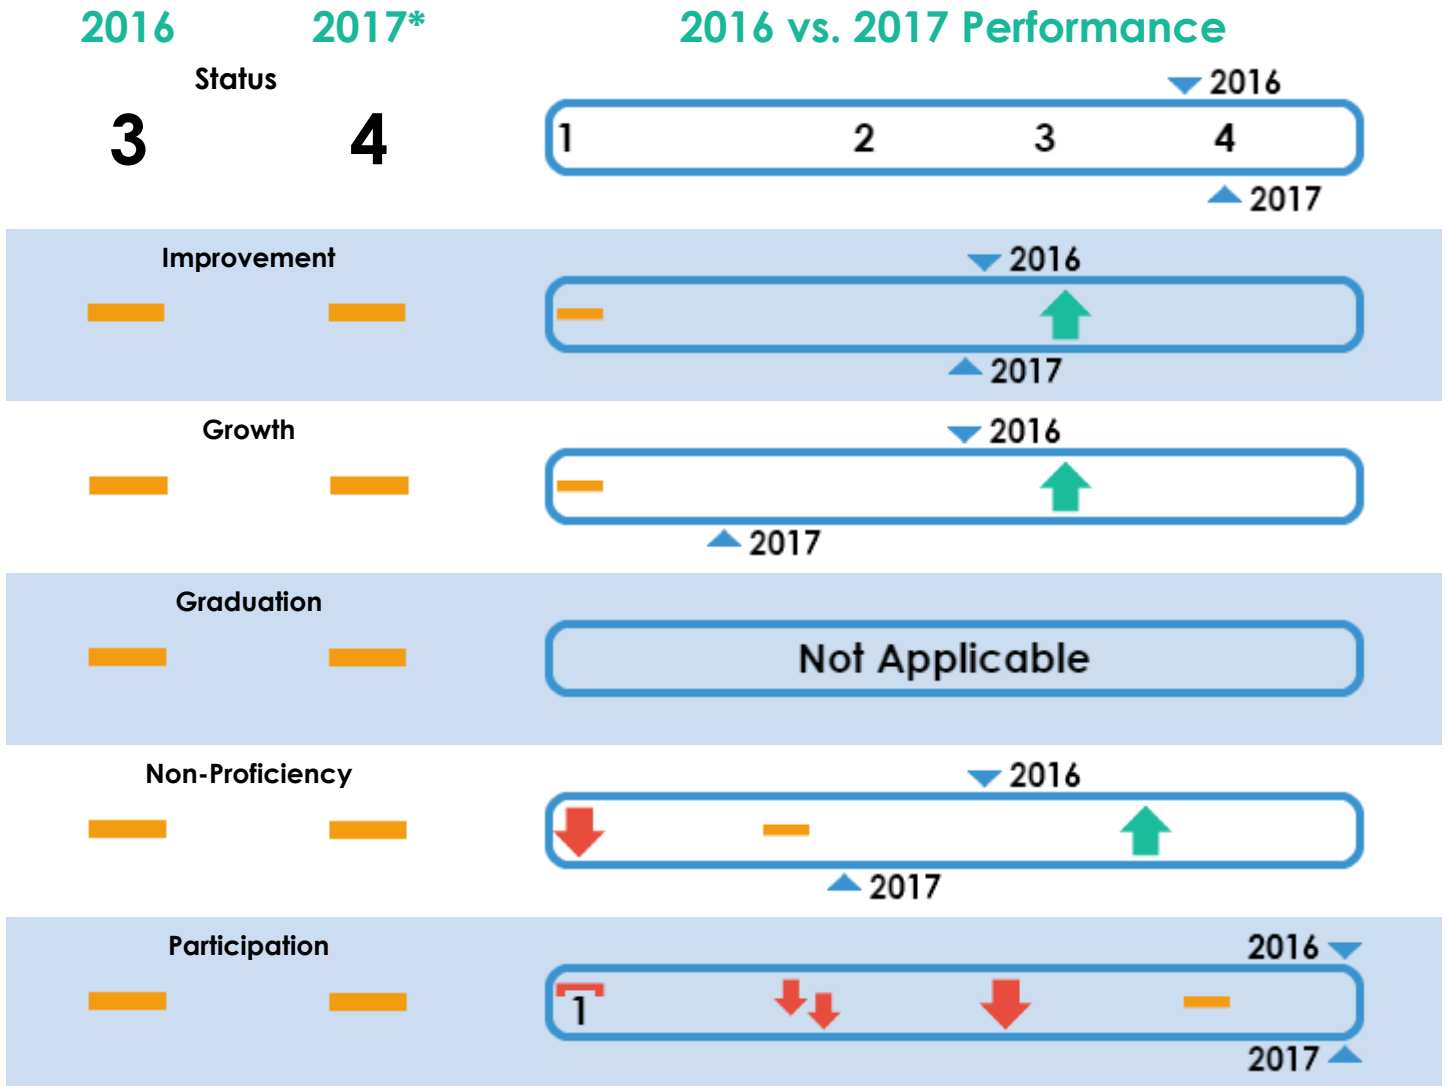 2016 2017* 2016 vs. 2017 Performance
Status
2016
3 4
1 2 3 4
2017
Improvement
2016
2017
Growth
2016
2017
Graduation
Not Applicable
Non-Proficiency
2016
2017
Participation
2016
1
2017